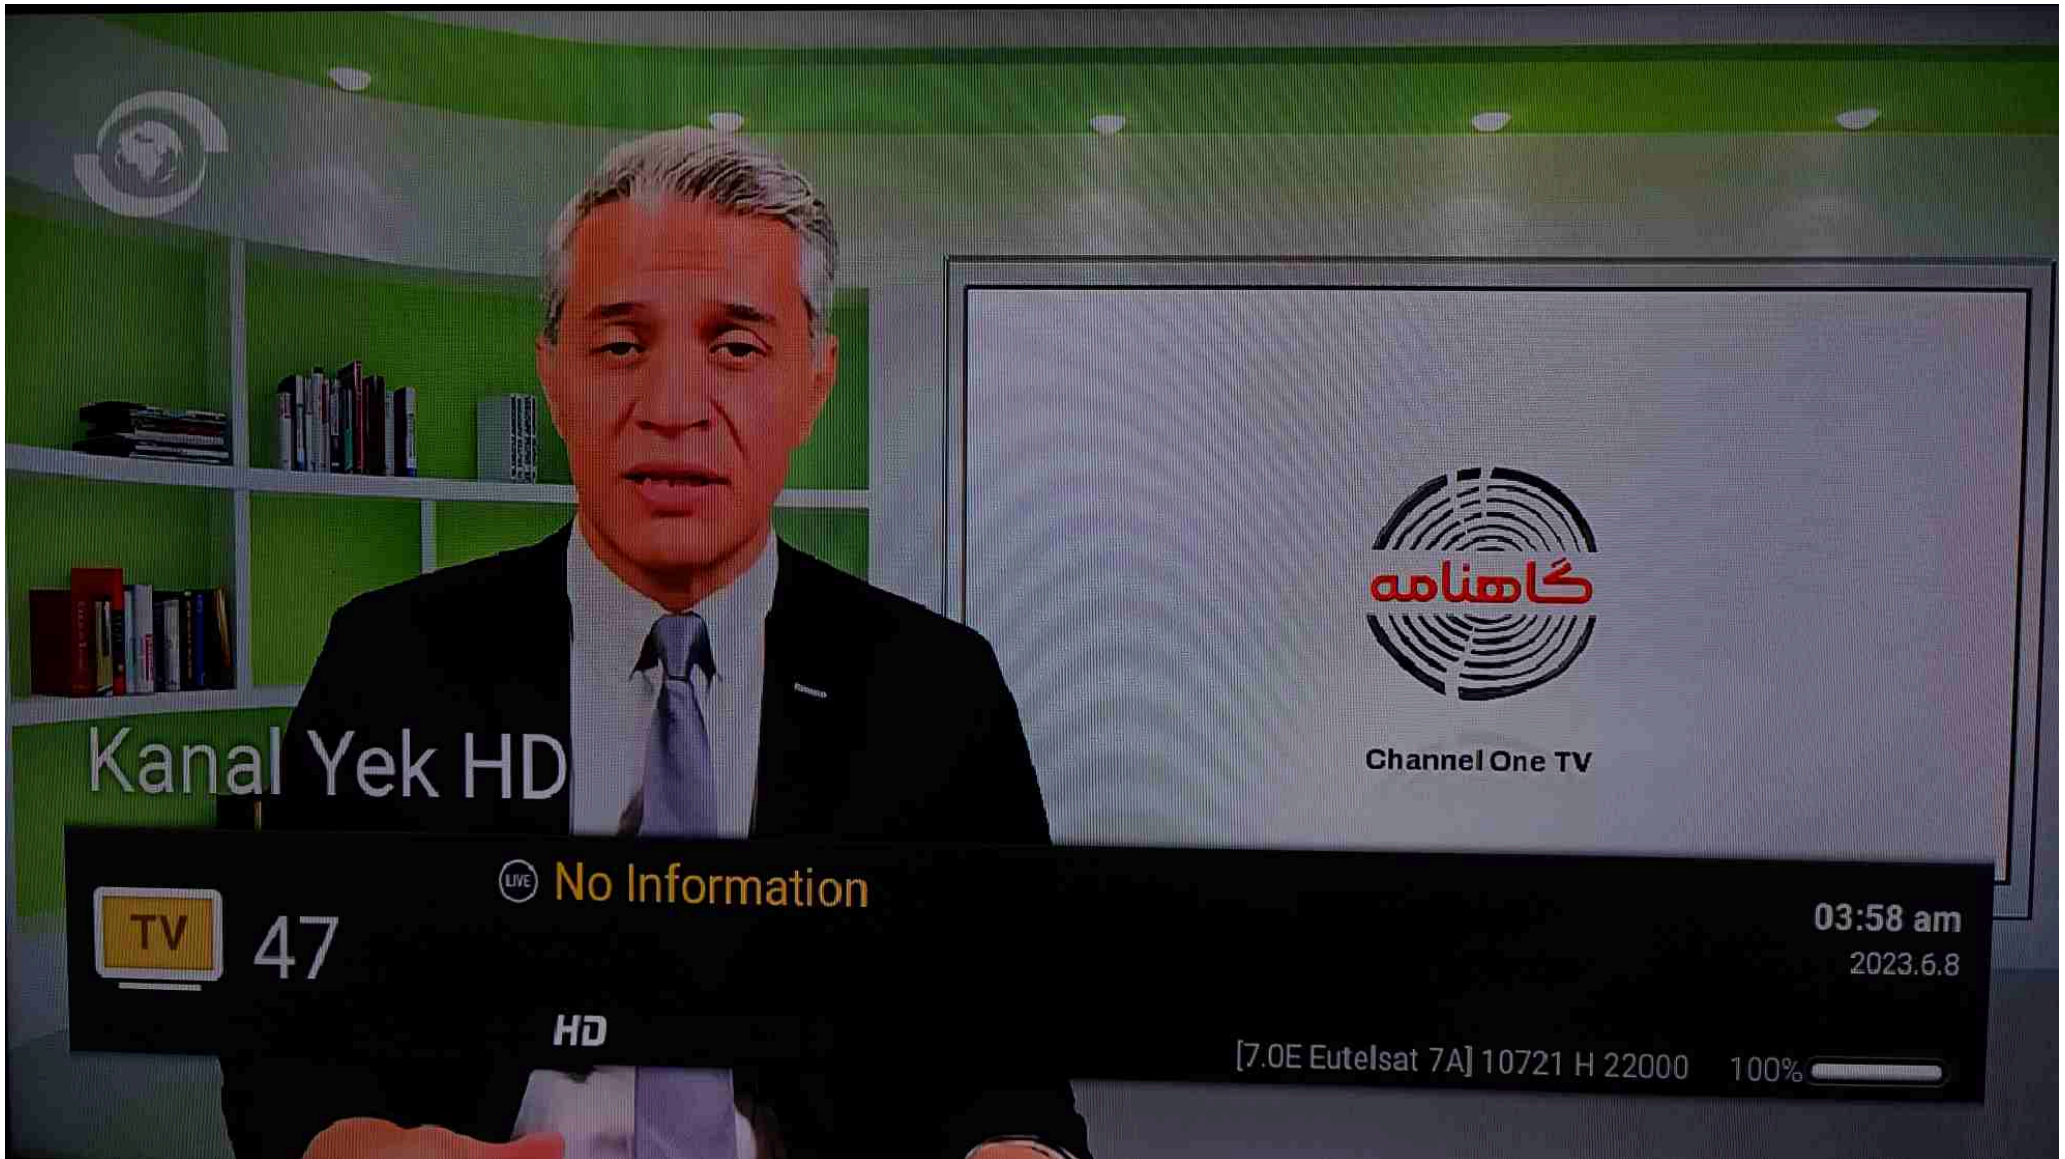 گاهنامه
Channel One TV
Kanal Yek HD
LIVE No Information
TV 47
03:58 am
2023.6.8
HD
[7.0E Eutelsat 7A] 10721 H 22000 100%